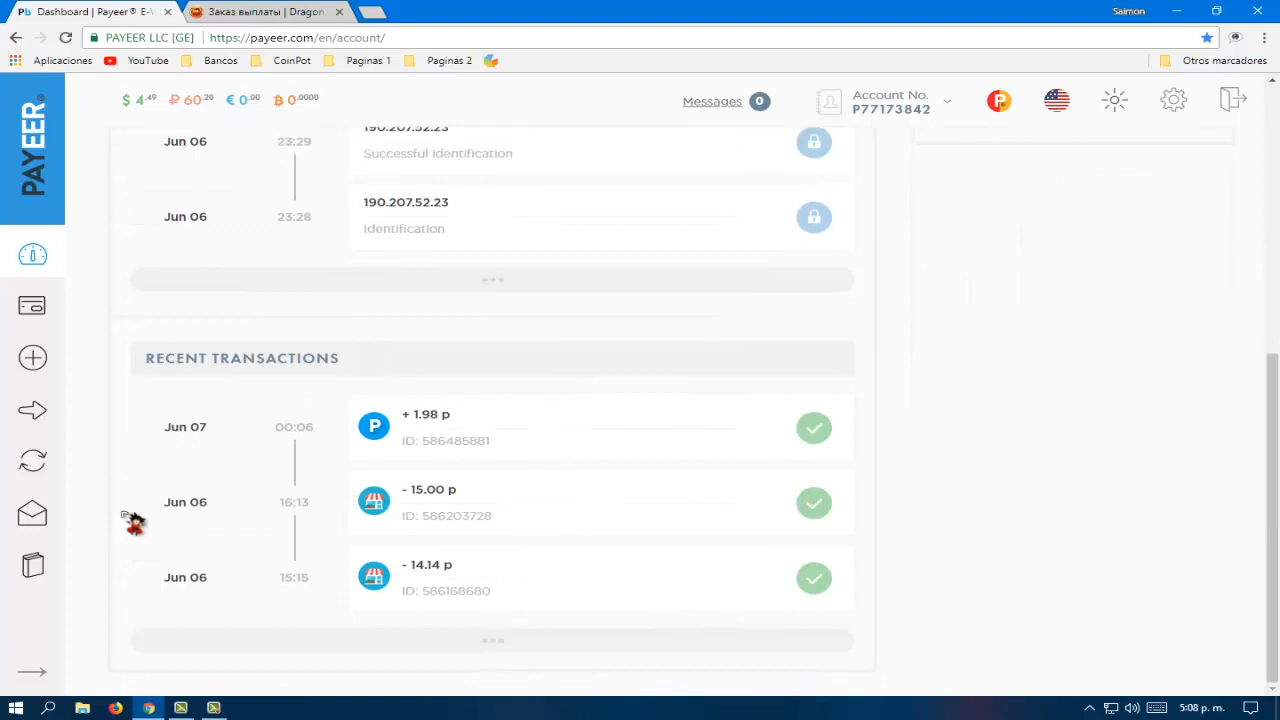 Dashboard | Payeer® E-V
Заказ выплаты | Dragon
Saimon
PAYEER LLC [GE]
https://payeer.com/en/account/
Aplicaciones
YouTube
Bancos
CoinPot
Paginas 1
Paginas 2
Otros marcadores
PAYEER®
$ 4.49
₽ 60.20
€ 0.00
฿ 0.0000
Messages 0
Account No.
P77173842
Jun 06
23:29
190.207.52.23
Successful Identification
Jun 06
23:28
190.207.52.23
Identification
RECENT TRANSACTIONS
Jun 07
00:06
P
+ 1.98 р
ID: 586485881
Jun 06
16:13
- 15.00 р
ID: 586203728
Jun 06
15:15
- 14.14 р
ID: 586168680
5:08 p. m.